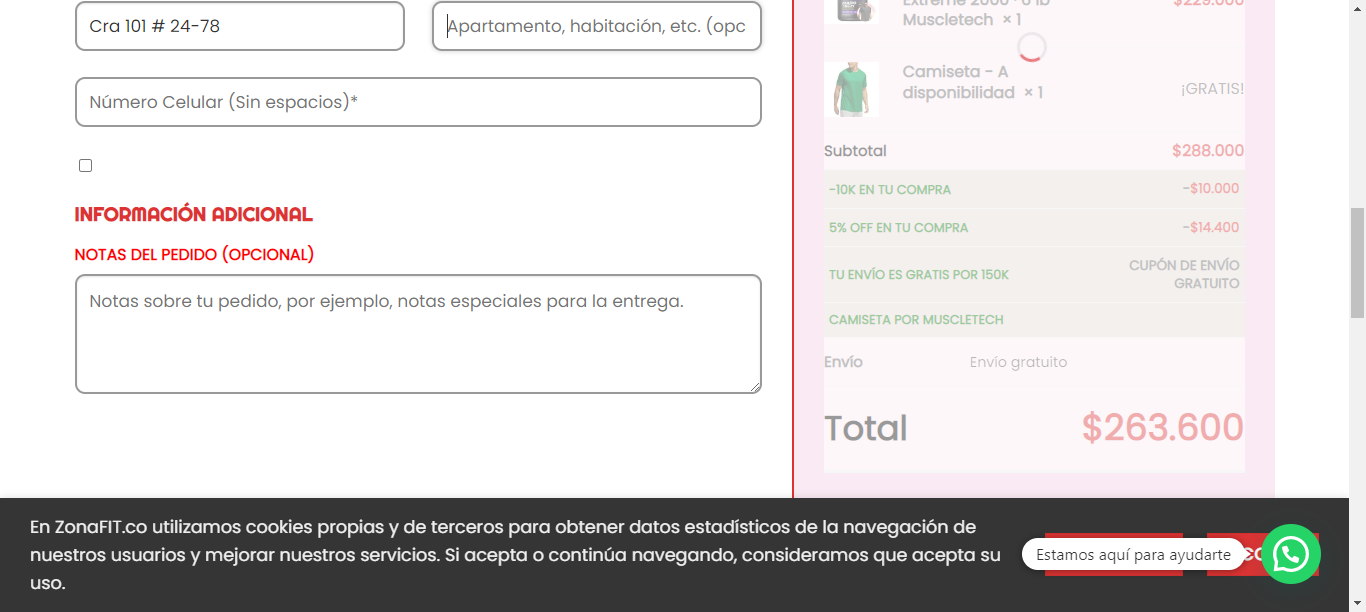 Cra 101 # 24-78
Apartamento, habitación, etc. (opc
Número Celular (Sin espacios)*
INFORMACIÓN ADICIONAL
NOTAS DEL PEDIDO (OPCIONAL)
Notas sobre tu pedido, por ejemplo, notas especiales para la entrega.
Extreme 2000 · 6 lb $229.000
Muscletech × 1
Camiseta - A
disponibilidad × 1
¡GRATIS!
Subtotal $288.000
-10K EN TU COMPRA -$10.000
5% OFF EN TU COMPRA -$14.400
TU ENVÍO ES GRATIS POR 150K
CUPÓN DE ENVÍO
GRATUITO
CAMISETA POR MUSCLETECH
Envío Envío gratuito
Total $263.600
En ZonaFIT.co utilizamos cookies propias y de terceros para obtener datos estadísticos de la navegación de
nuestros usuarios y mejorar nuestros servicios. Si acepta o continúa navegando, consideramos que acepta su
uso.
Estamos aquí para ayudarte